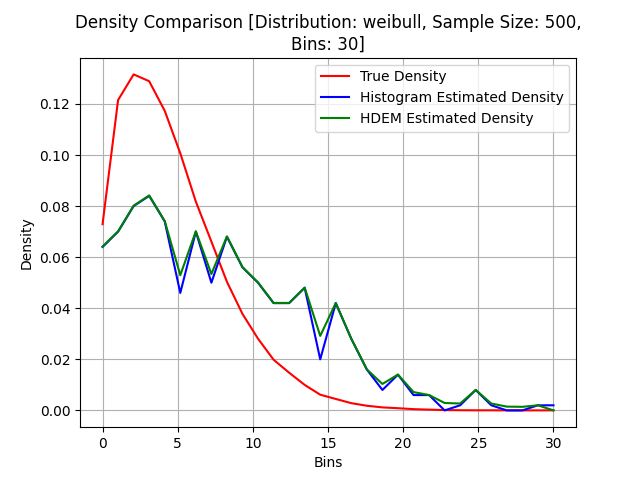 Density Comparison [Distribution: weibull, Sample Size: 500,
Bins: 30]
True Density
Histogram Estimated Density
HDEM Estimated Density
Density
0.12
0.10
0.08
0.06
0.04
0.02
0.00
0 5 10 15 20 25 30
Bins